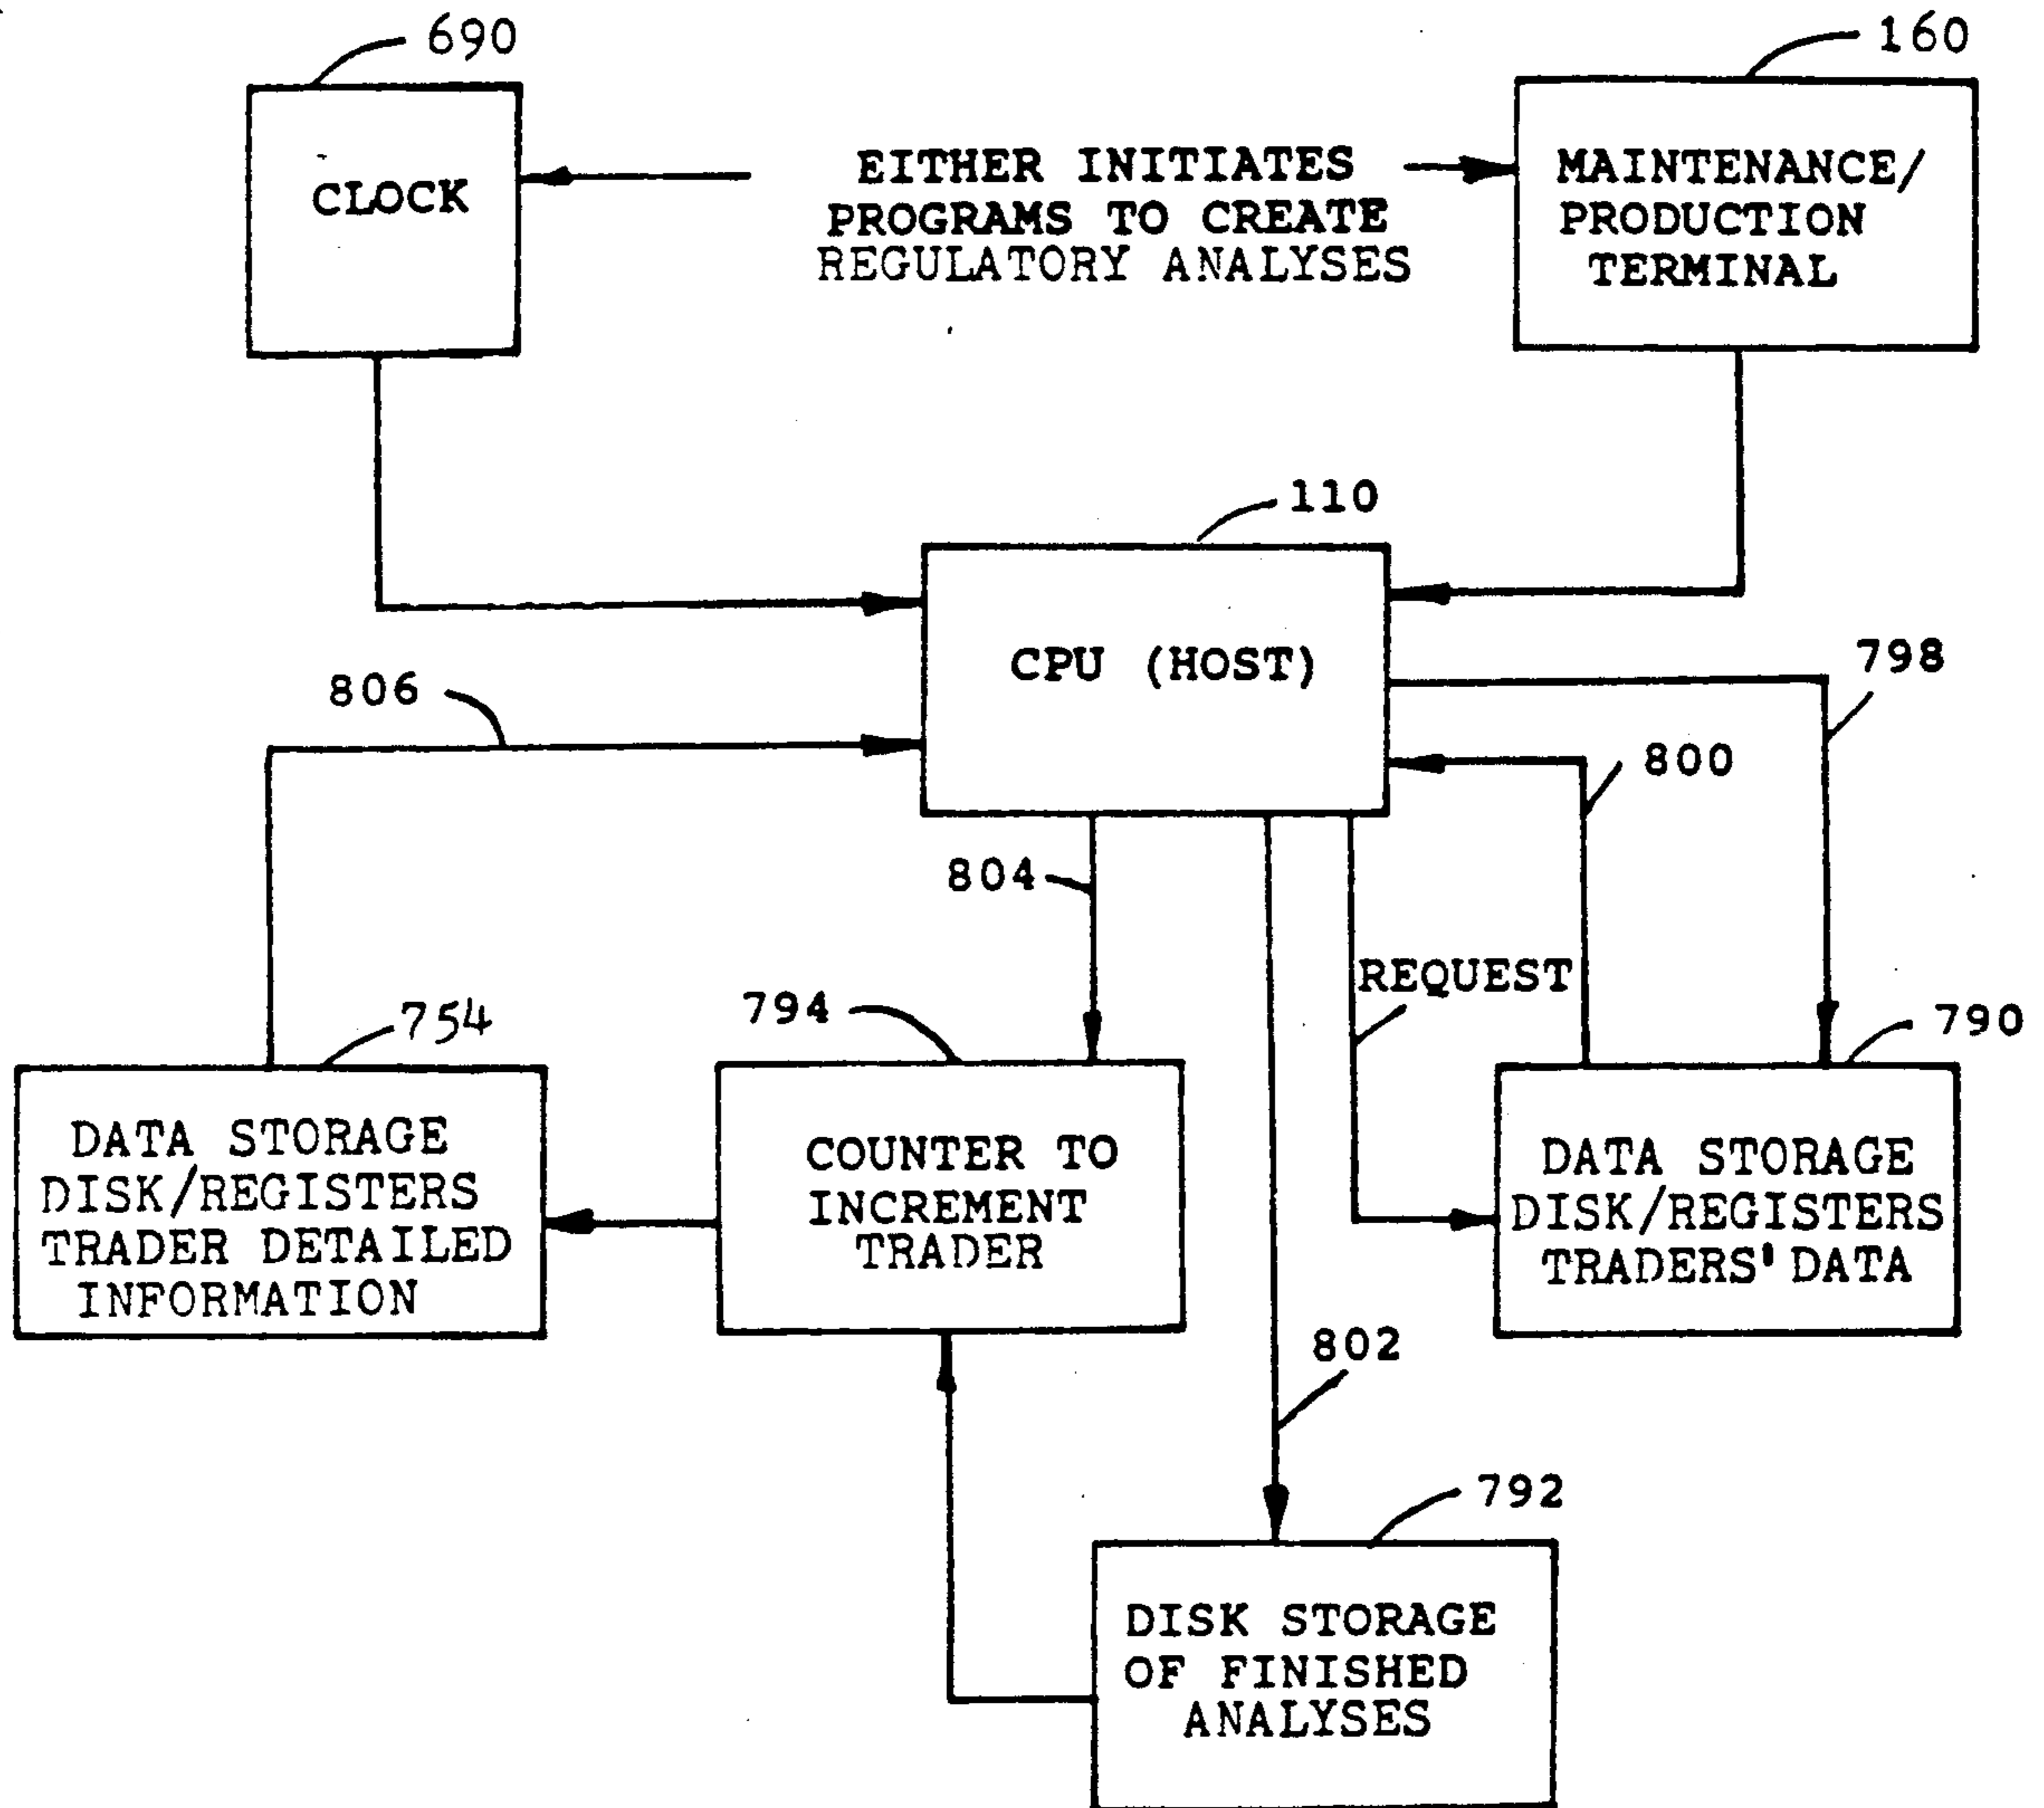 690
160
CLOCK
EITHER INITIATES
PROGRAMS TO CREATE
REGULATORY ANALYSES
MAINTENANCE/
PRODUCTION
TERMINAL
110
CPU (HOST)
798
806
800
804
REQUEST
754
794
790
DATA STORAGE
DISK/REGISTERS
TRADER DETAILED
INFORMATION
COUNTER TO
INCREMENT
TRADER
DATA STORAGE
DISK/REGISTERS
TRADERS' DATA
802
792
DISK STORAGE
OF FINISHED
ANALYSES